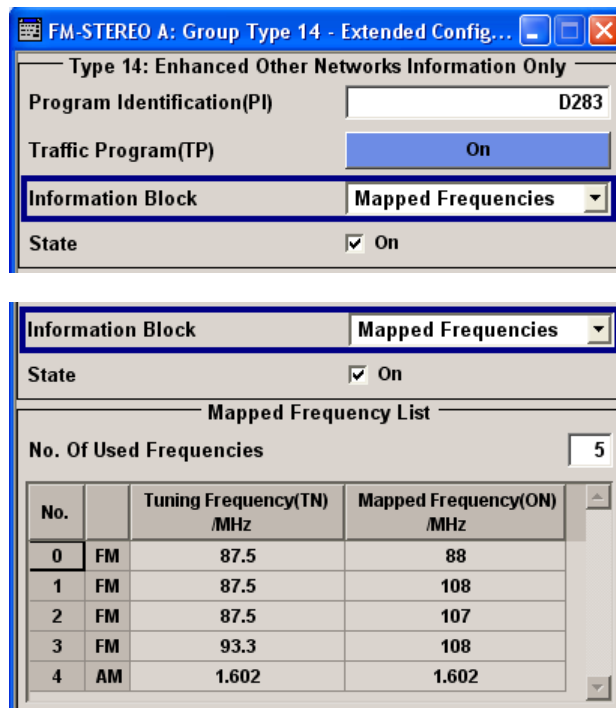 FM-STEREO A: Group Type 14 - Extended Config...
Type 14: Enhanced Other Networks Information Only
Program Identification(PI) D283
Traffic Program(TP) On
Information Block Mapped Frequencies
State On
Information Block Mapped Frequencies
State On
Mapped Frequency List
No. Of Used Frequencies 5
No. Tuning Frequency(TN) /MHz Mapped Frequency(ON) /MHz
0 FM 87.5 88
1 FM 87.5 108
2 FM 87.5 107
3 FM 93.3 108
4 AM 1.602 1.602